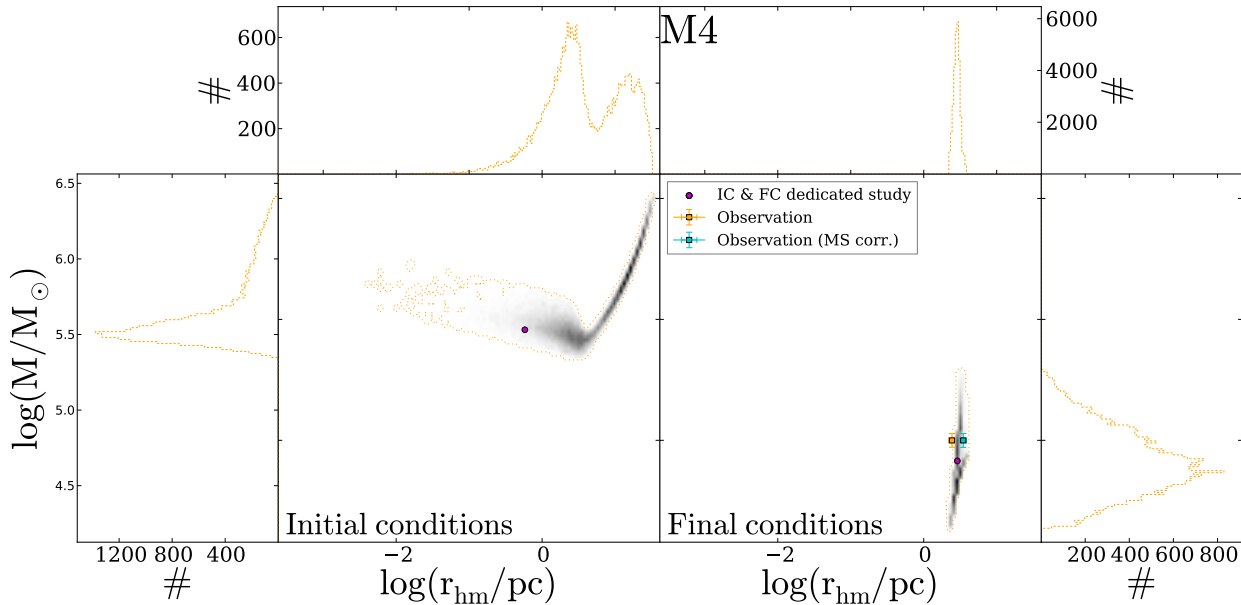 M4
600
400
200
#
6000
4000
2000
#
6.5
6.0
5.5
5.0
4.5
log(M/M⊙)
IC & FC dedicated study
Observation
Observation (MS corr.)
Initial conditions
Final conditions
1200 800 400
−2 0
−2 0
200 400 600 800
#
log(r_hm/pc)
log(r_hm/pc)
#